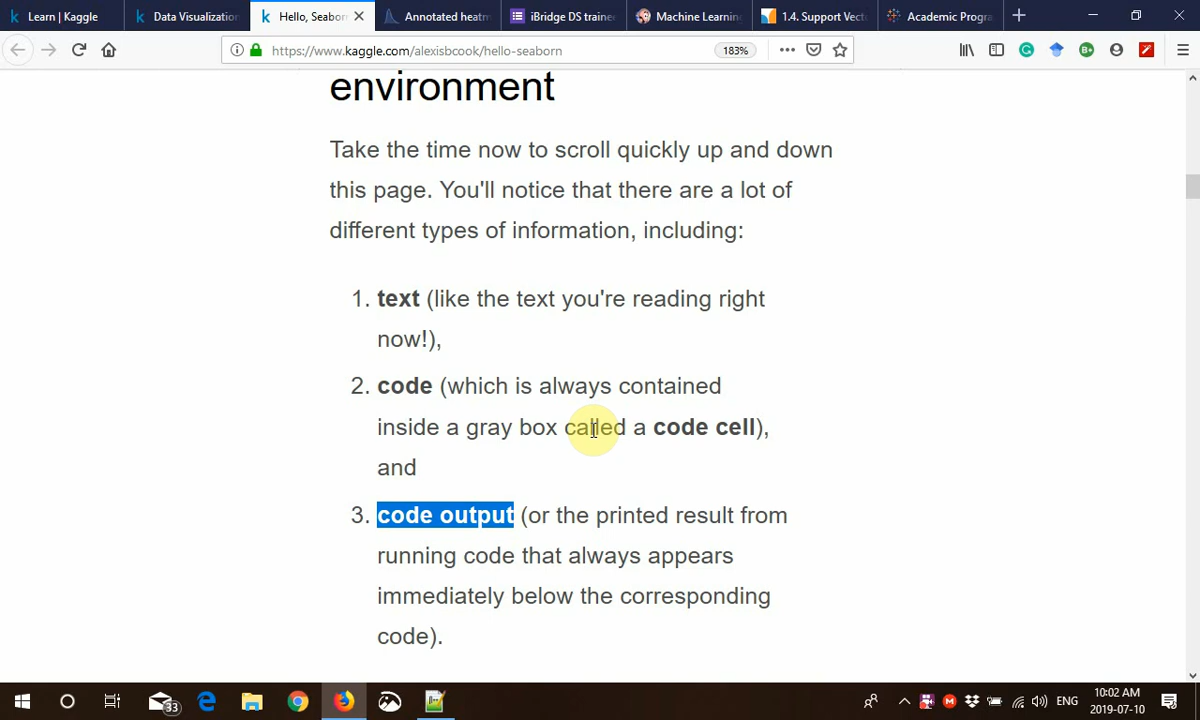 Learn | Kaggle
Data Visualization
Hello, Seaborn
Annotated heatm
iBridge DS traine
Machine Learning
1.4. Support Vect
Academic Progra
https://www.kaggle.com/alexisbcook/hello-seaborn
183%
environment
Take the time now to scroll quickly up and down
this page. You'll notice that there are a lot of
different types of information, including:
1. text (like the text you're reading right
now!),
2. code (which is always contained
inside a gray box called a code cell),
and
3. code output (or the printed result from
running code that always appears
immediately below the corresponding
code).
33
ENG
10:02 AM
2019-07-10